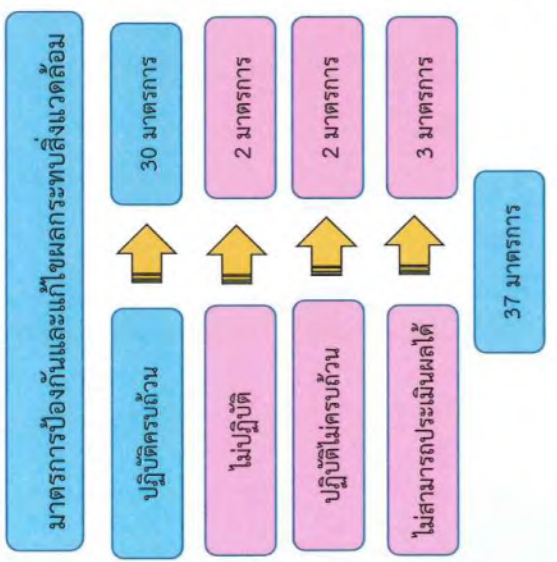 มาตรการป้องกันและแก้ไขผลกระทบสิ่งแวดล้อม
ปฏิบัติครบถ้วน
30 มาตรการ
ไม่ปฏิบัติ
2 มาตรการ
ปฏิบัติไม่ครบถ้วน
2 มาตรการ
ไม่สามารถประเมินผลได้
3 มาตรการ
37 มาตรการ